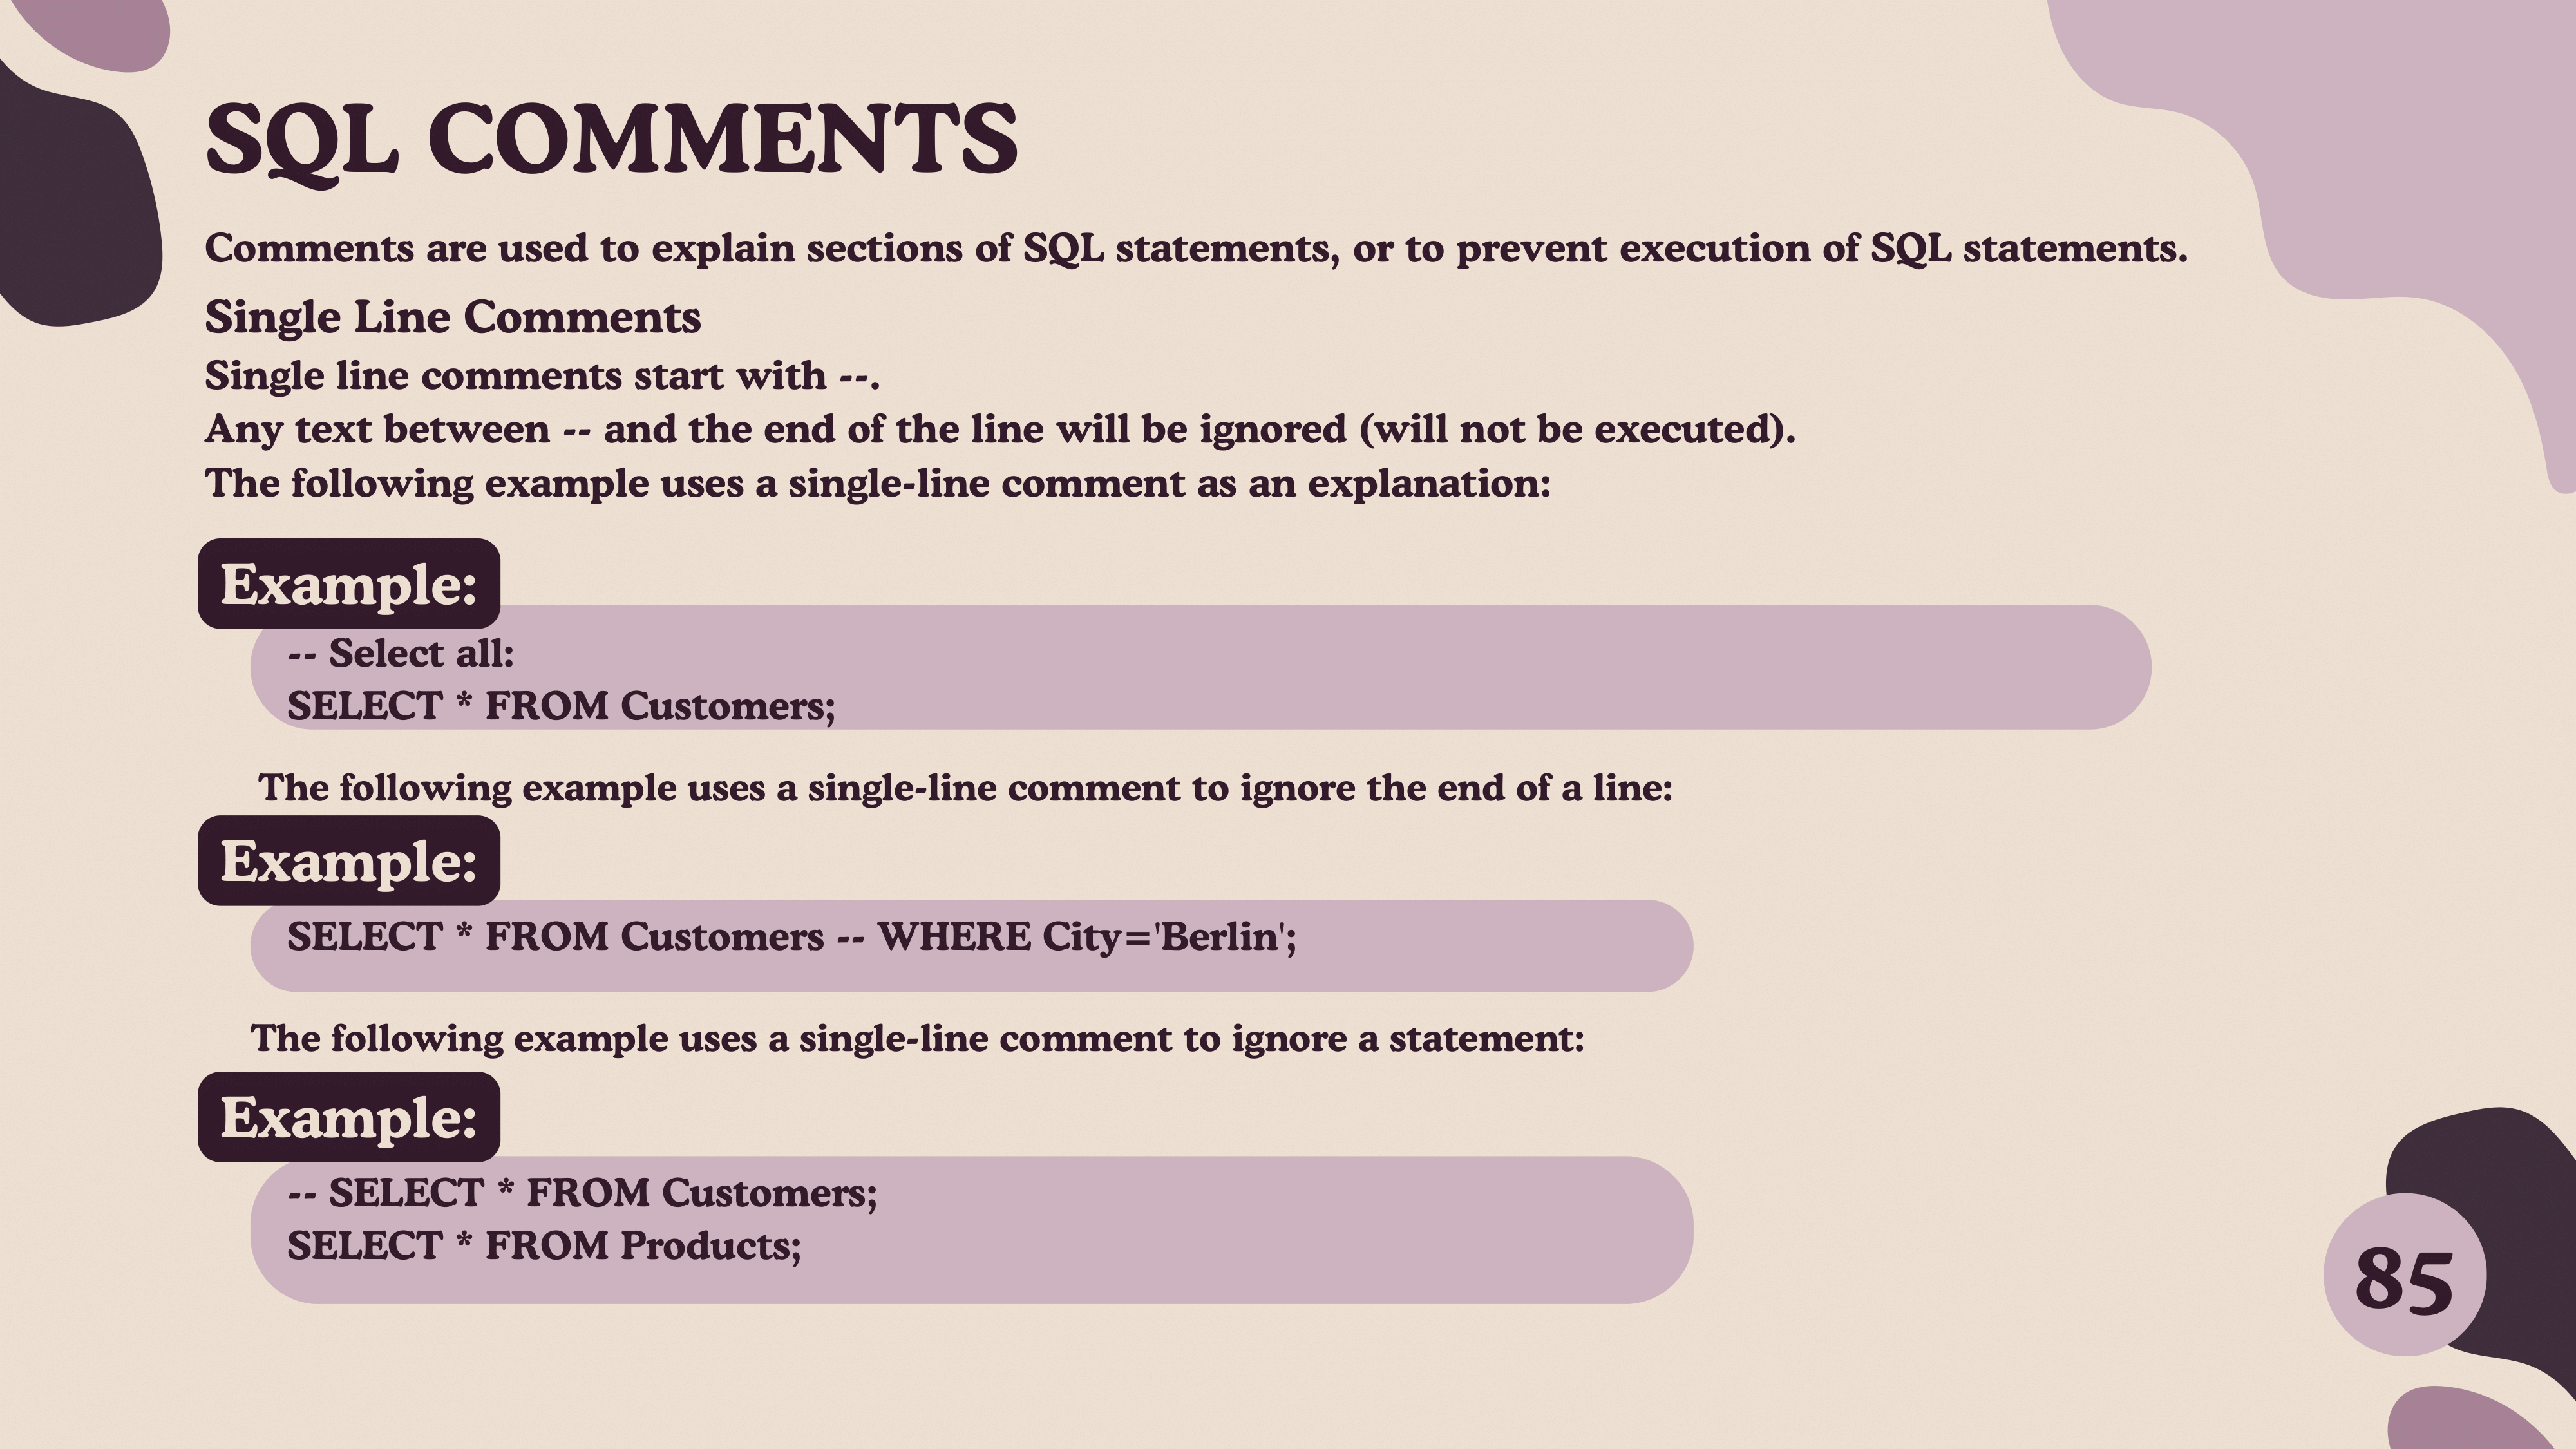 SQL COMMENTS
Comments are used to explain sections of SQL statements, or to prevent execution of SQL statements.
Single Line Comments
Single line comments start with --.
Any text between -- and the end of the line will be ignored (will not be executed).
The following example uses a single-line comment as an explanation:
Example:
-- Select all:
SELECT * FROM Customers;
The following example uses a single-line comment to ignore the end of a line:
Example:
SELECT * FROM Customers -- WHERE City='Berlin';
The following example uses a single-line comment to ignore a statement:
Example:
-- SELECT * FROM Customers;
SELECT * FROM Products;
85